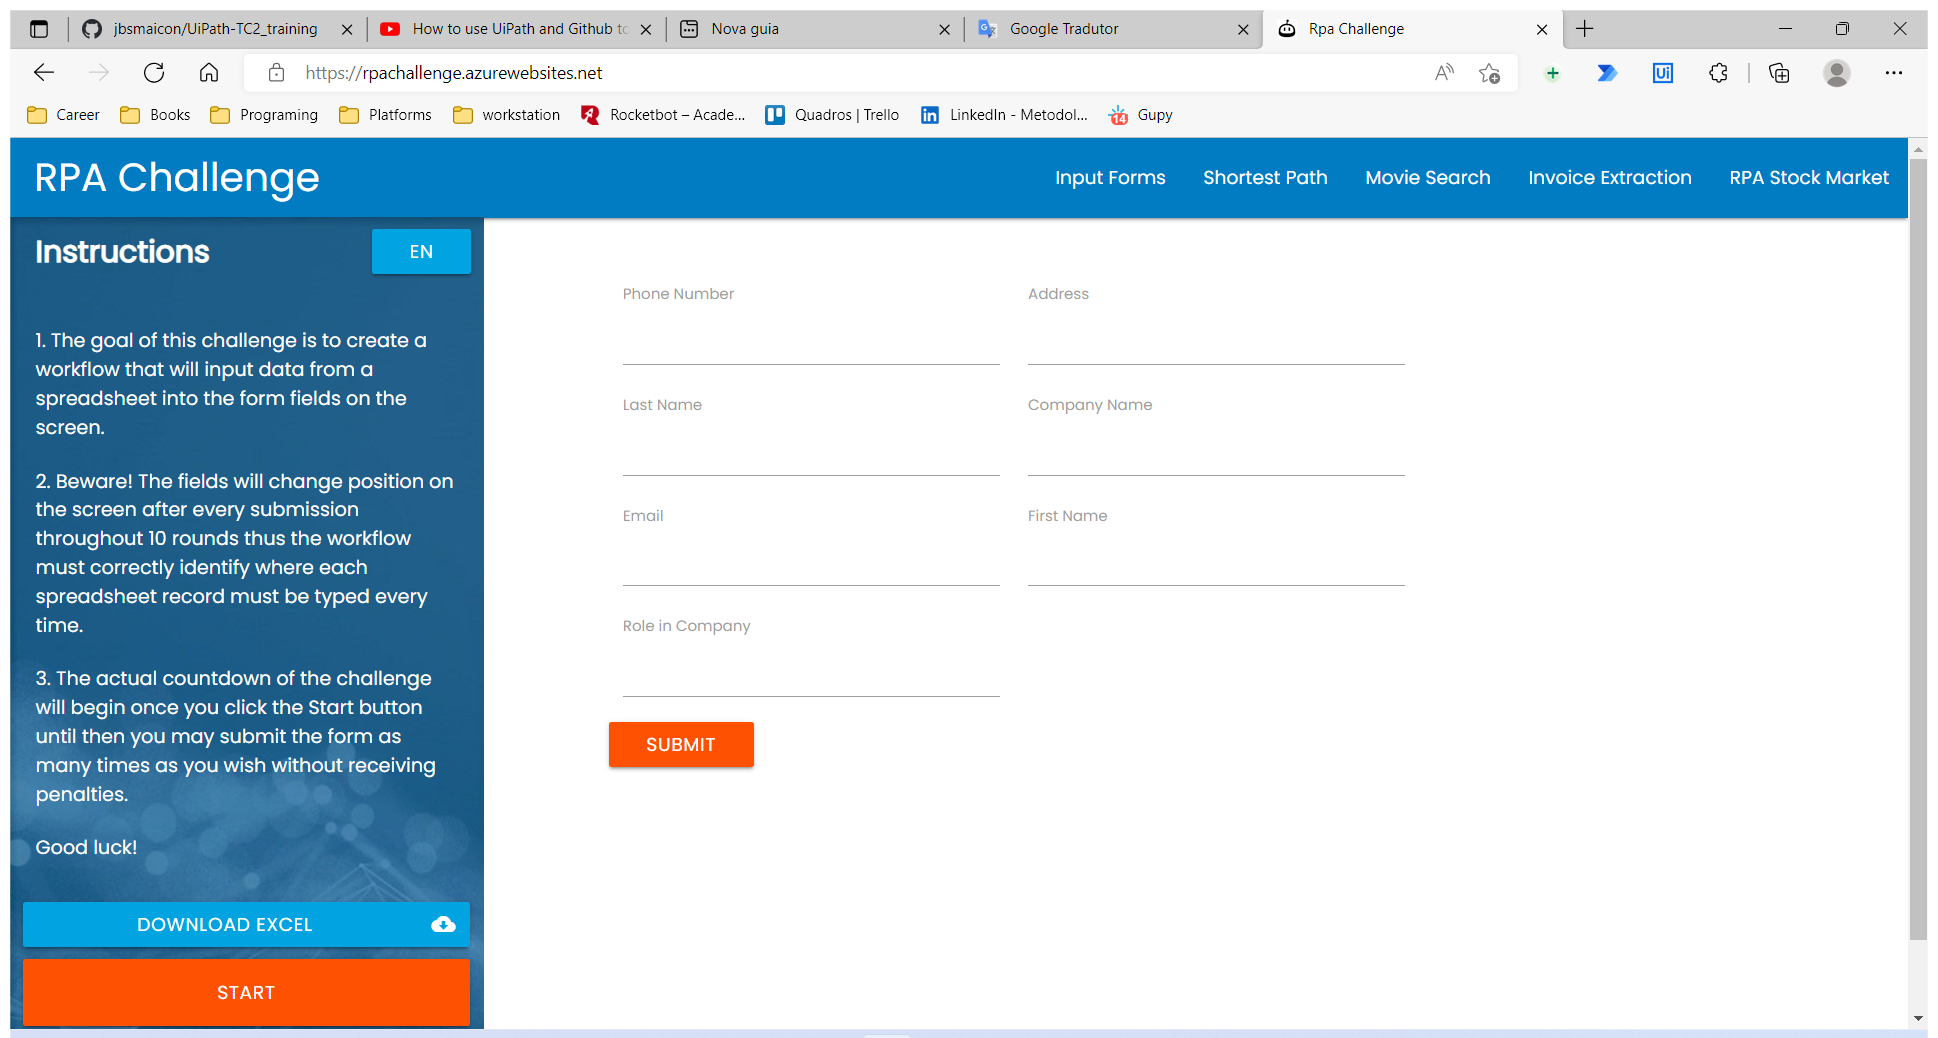 jbsmaicon/UiPath-TC2_training
How to use UiPath and Github to
Nova guia
Google Tradutor
Rpa Challenge
https://rpachallenge.azurewebsites.net
Career
Books
Programing
Platforms
workstation
Rocketbot – Acade...
Quadros | Trello
LinkedIn - Metodol...
14
Gupy
RPA Challenge
Input Forms
Shortest Path
Movie Search
Invoice Extraction
RPA Stock Market
Instructions
EN
1. The goal of this challenge is to create a
workflow that will input data from a
spreadsheet into the form fields on the
screen.
2. Beware! The fields will change position on
the screen after every submission
throughout 10 rounds thus the workflow
must correctly identify where each
spreadsheet record must be typed every
time.
3. The actual countdown of the challenge
will begin once you click the Start button
until then you may submit the form as
many times as you wish without receiving
penalties.
Good luck!
DOWNLOAD EXCEL
START
Phone Number
Address
Last Name
Company Name
Email
First Name
Role in Company
SUBMIT